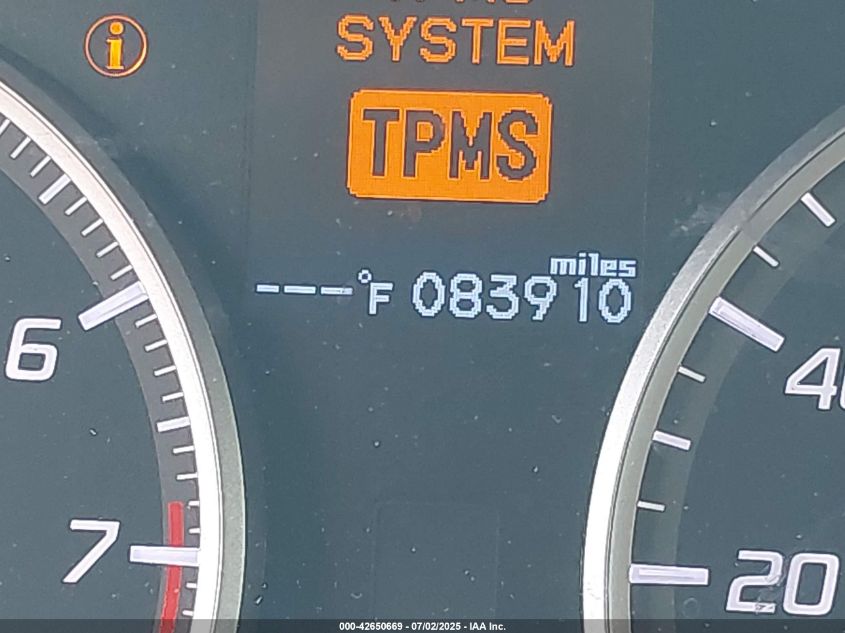 SYSTEM
TPMS
miles
---°F 083910
6
7
40
20
000-42650669 - 07/02/2025 - IAA Inc.